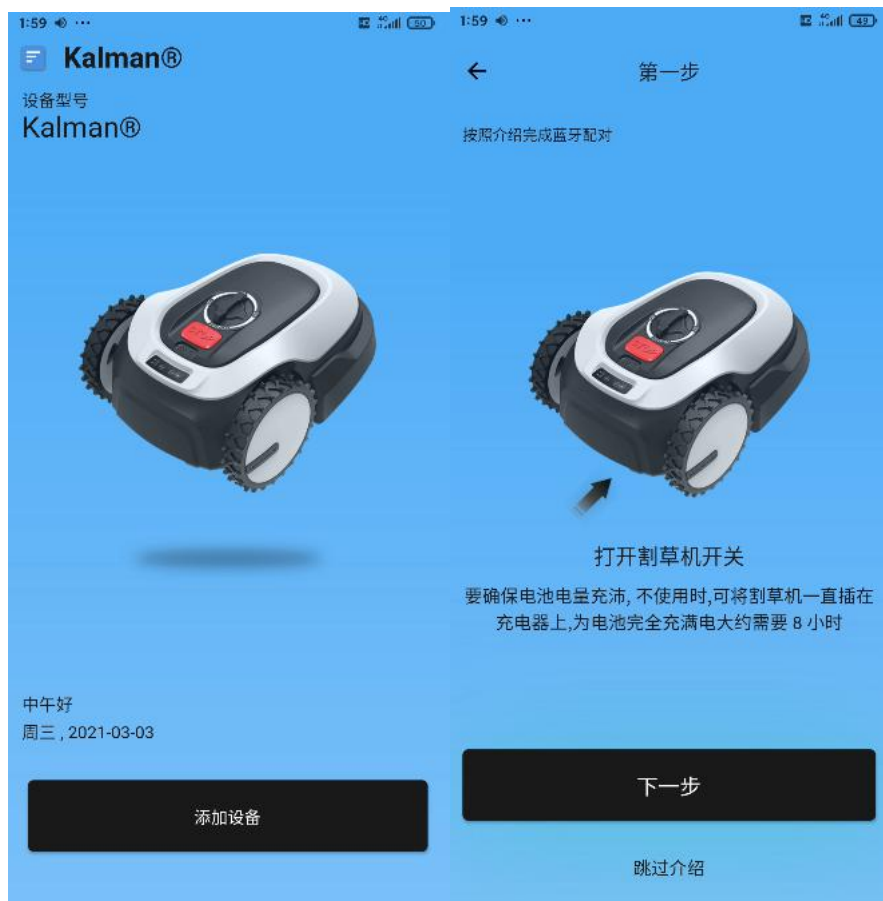 1:59 ···
4G
50
Kalman®
设备型号
Kalman®
中午好
周三 , 2021-03-03
添加设备
1:59 ···
4G
49
第一步
按照介绍完成蓝牙配对
打开割草机开关
要确保电池电量充沛, 不使用时,可将割草机一直插在
充电器上,为电池完全充满电大约需要 8 小时
下一步
跳过介绍